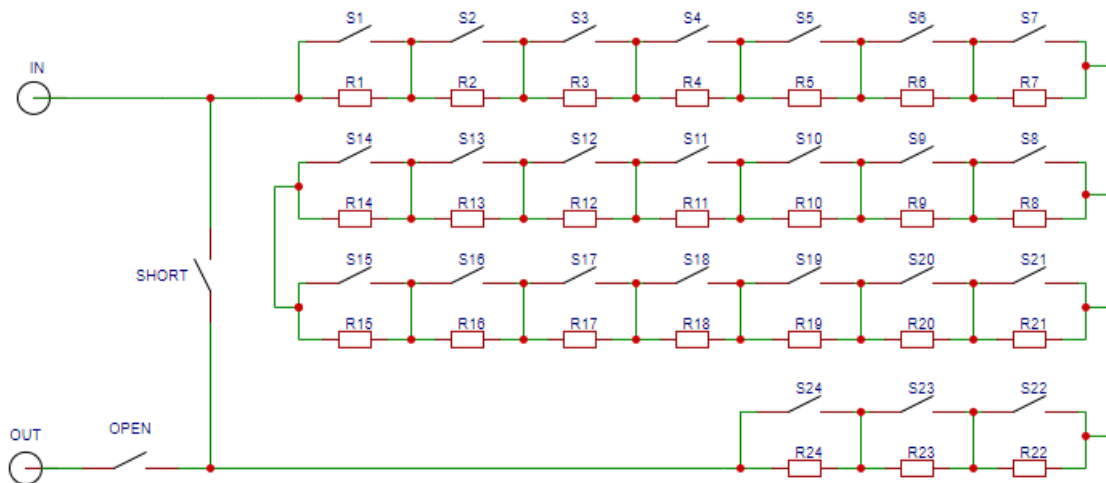 S1 S2 S3 S4 S5 S6 S7
IN
R1 R2 R3 R4 R5 R6 R7
S14 S13 S12 S11 S10 S9 S8
R14 R13 R12 R11 R10 R9 R8
S15 S16 S17 S18 S19 S20 S21
SHORT
R15 R16 R17 R18 R19 R20 R21
S24 S23 S22
OUT OPEN
R24 R23 R22